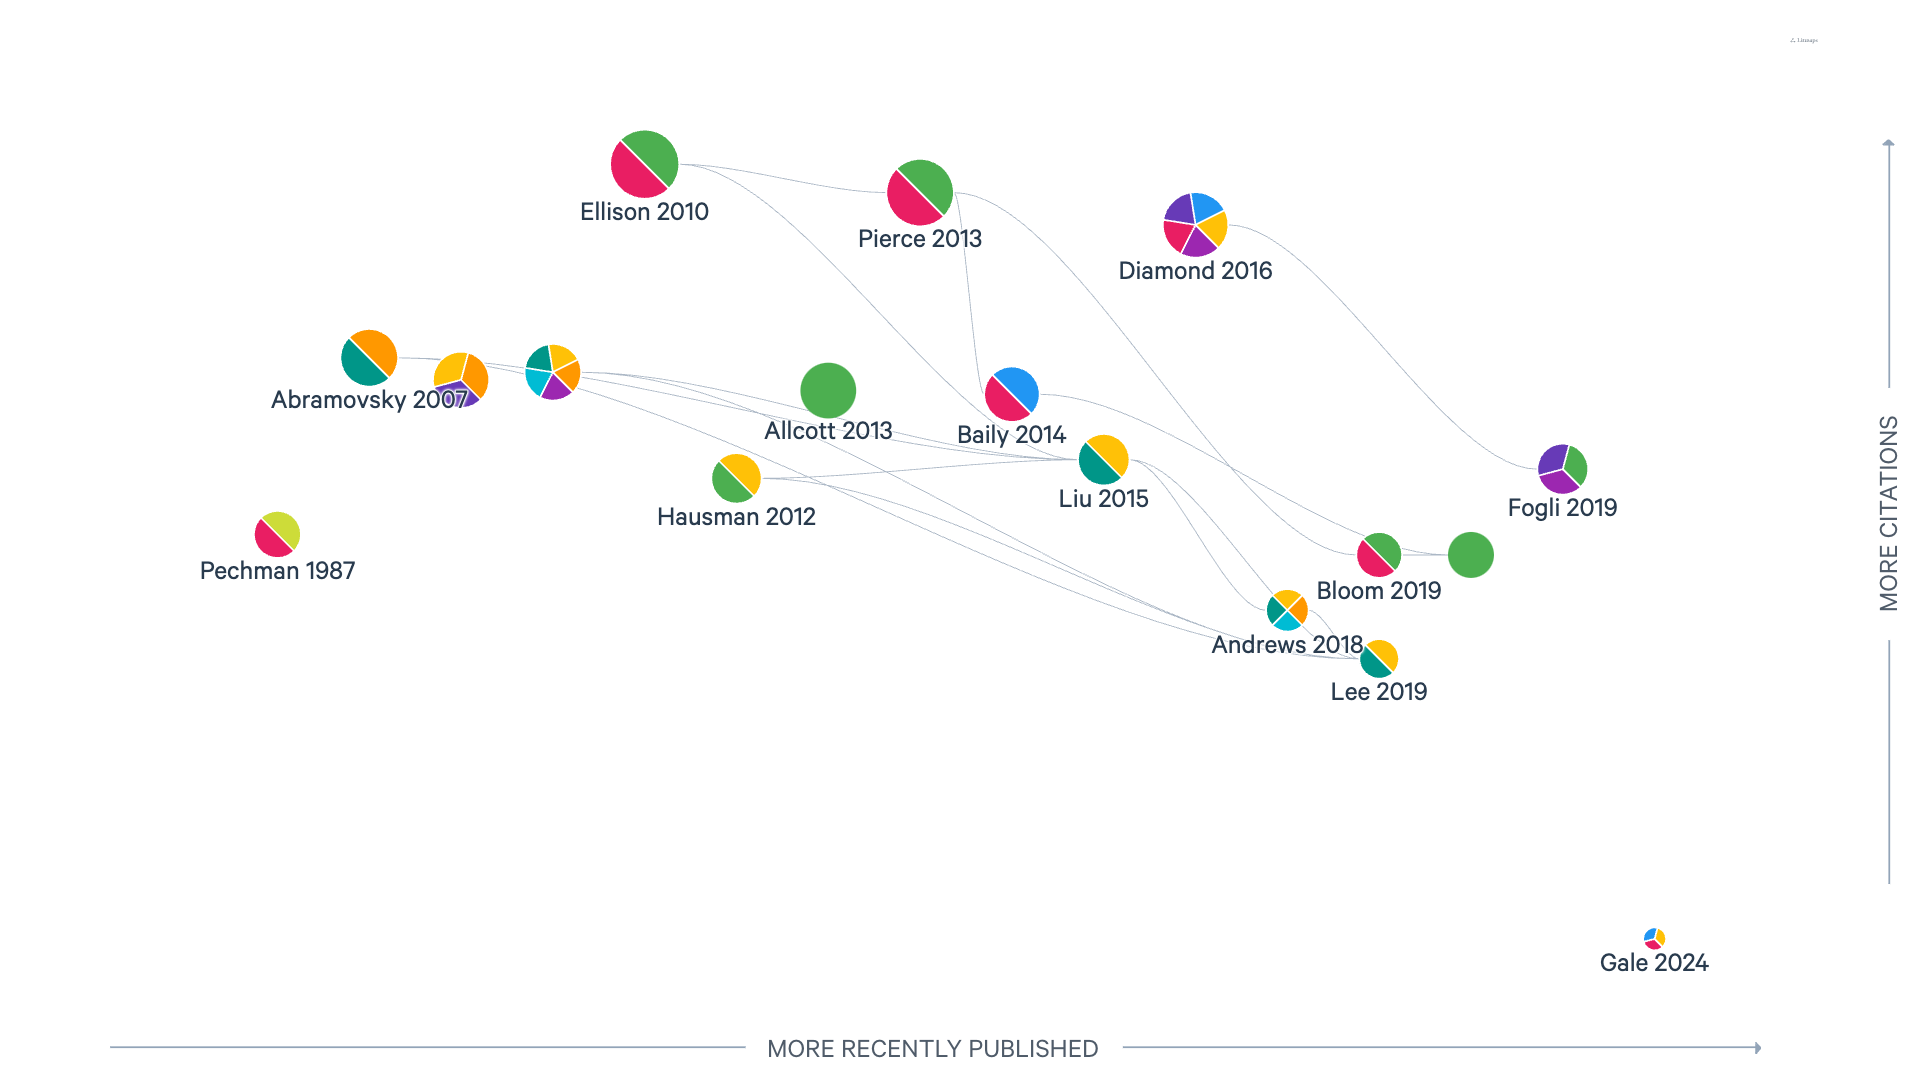 Litmaps
Ellison 2010
Pierce 2013
Diamond 2016
Abramovsky 2007
Allcott 2013
Baily 2014
Liu 2015
Hausman 2012
Fogli 2019
Pechman 1987
Bloom 2019
Andrews 2018
Lee 2019
Gale 2024
MORE CITATIONS
MORE RECENTLY PUBLISHED